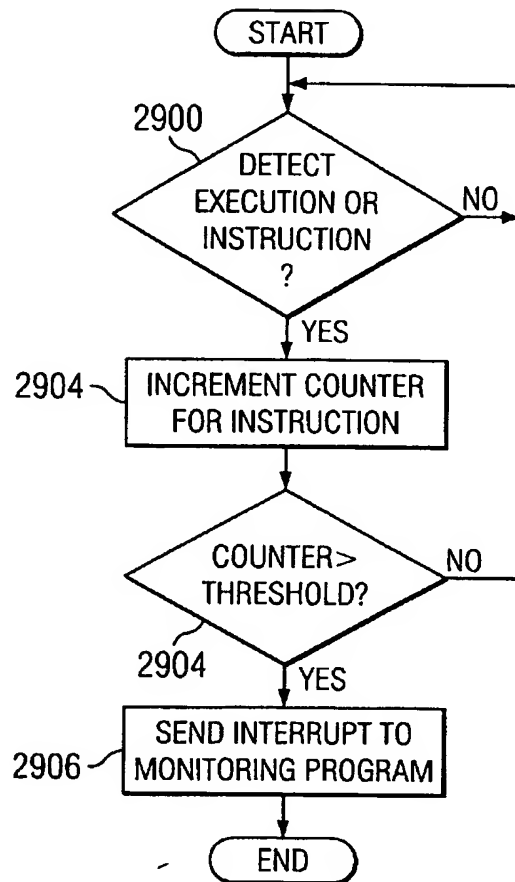 START
2900
DETECT
EXECUTION OR
INSTRUCTION
?
NO
YES
2904
INCREMENT COUNTER
FOR INSTRUCTION
COUNTER>
THRESHOLD?
NO
2904
YES
2906
SEND INTERRUPT TO
MONITORING PROGRAM
END